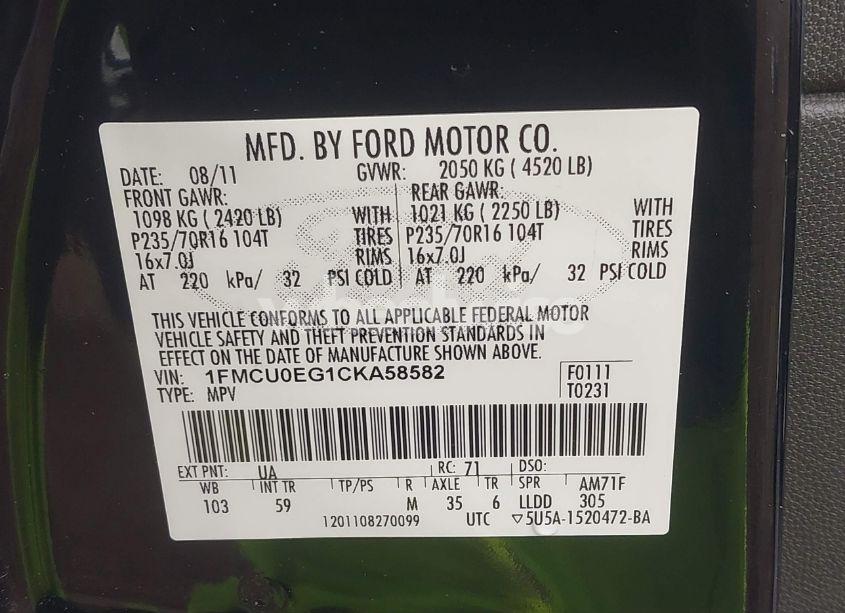 MFD. BY FORD MOTOR CO.
DATE: 08/11 GVWR: 2050 KG ( 4520 LB)
FRONT GAWR: REAR GAWR:
1098 KG ( 2420 LB) WITH 1021 KG ( 2250 LB) WITH
P235/70R16 104T TIRES P235/70R16 104T TIRES
16x7.0J RIMS 16x7.0J RIMS
AT 220 kPa/ 32 PSI COLD AT 220 kPa/ 32 PSI COLD
THIS VEHICLE CONFORMS TO ALL APPLICABLE FEDERAL MOTOR
VEHICLE SAFETY AND THEFT PREVENTION STANDARDS IN
EFFECT ON THE DATE OF MANUFACTURE SHOWN ABOVE.
VIN: 1FMCU0EG1CKA58582 F0111
TYPE: MPV T0231
EXT PNT: UA RC: 71 DSO:
WB INT TR TP/PS R AXLE TR SPR AM71F
103 59 M 35 6 LLDD 305
1201108270099 UTC ▽5U5A-1520472-BA